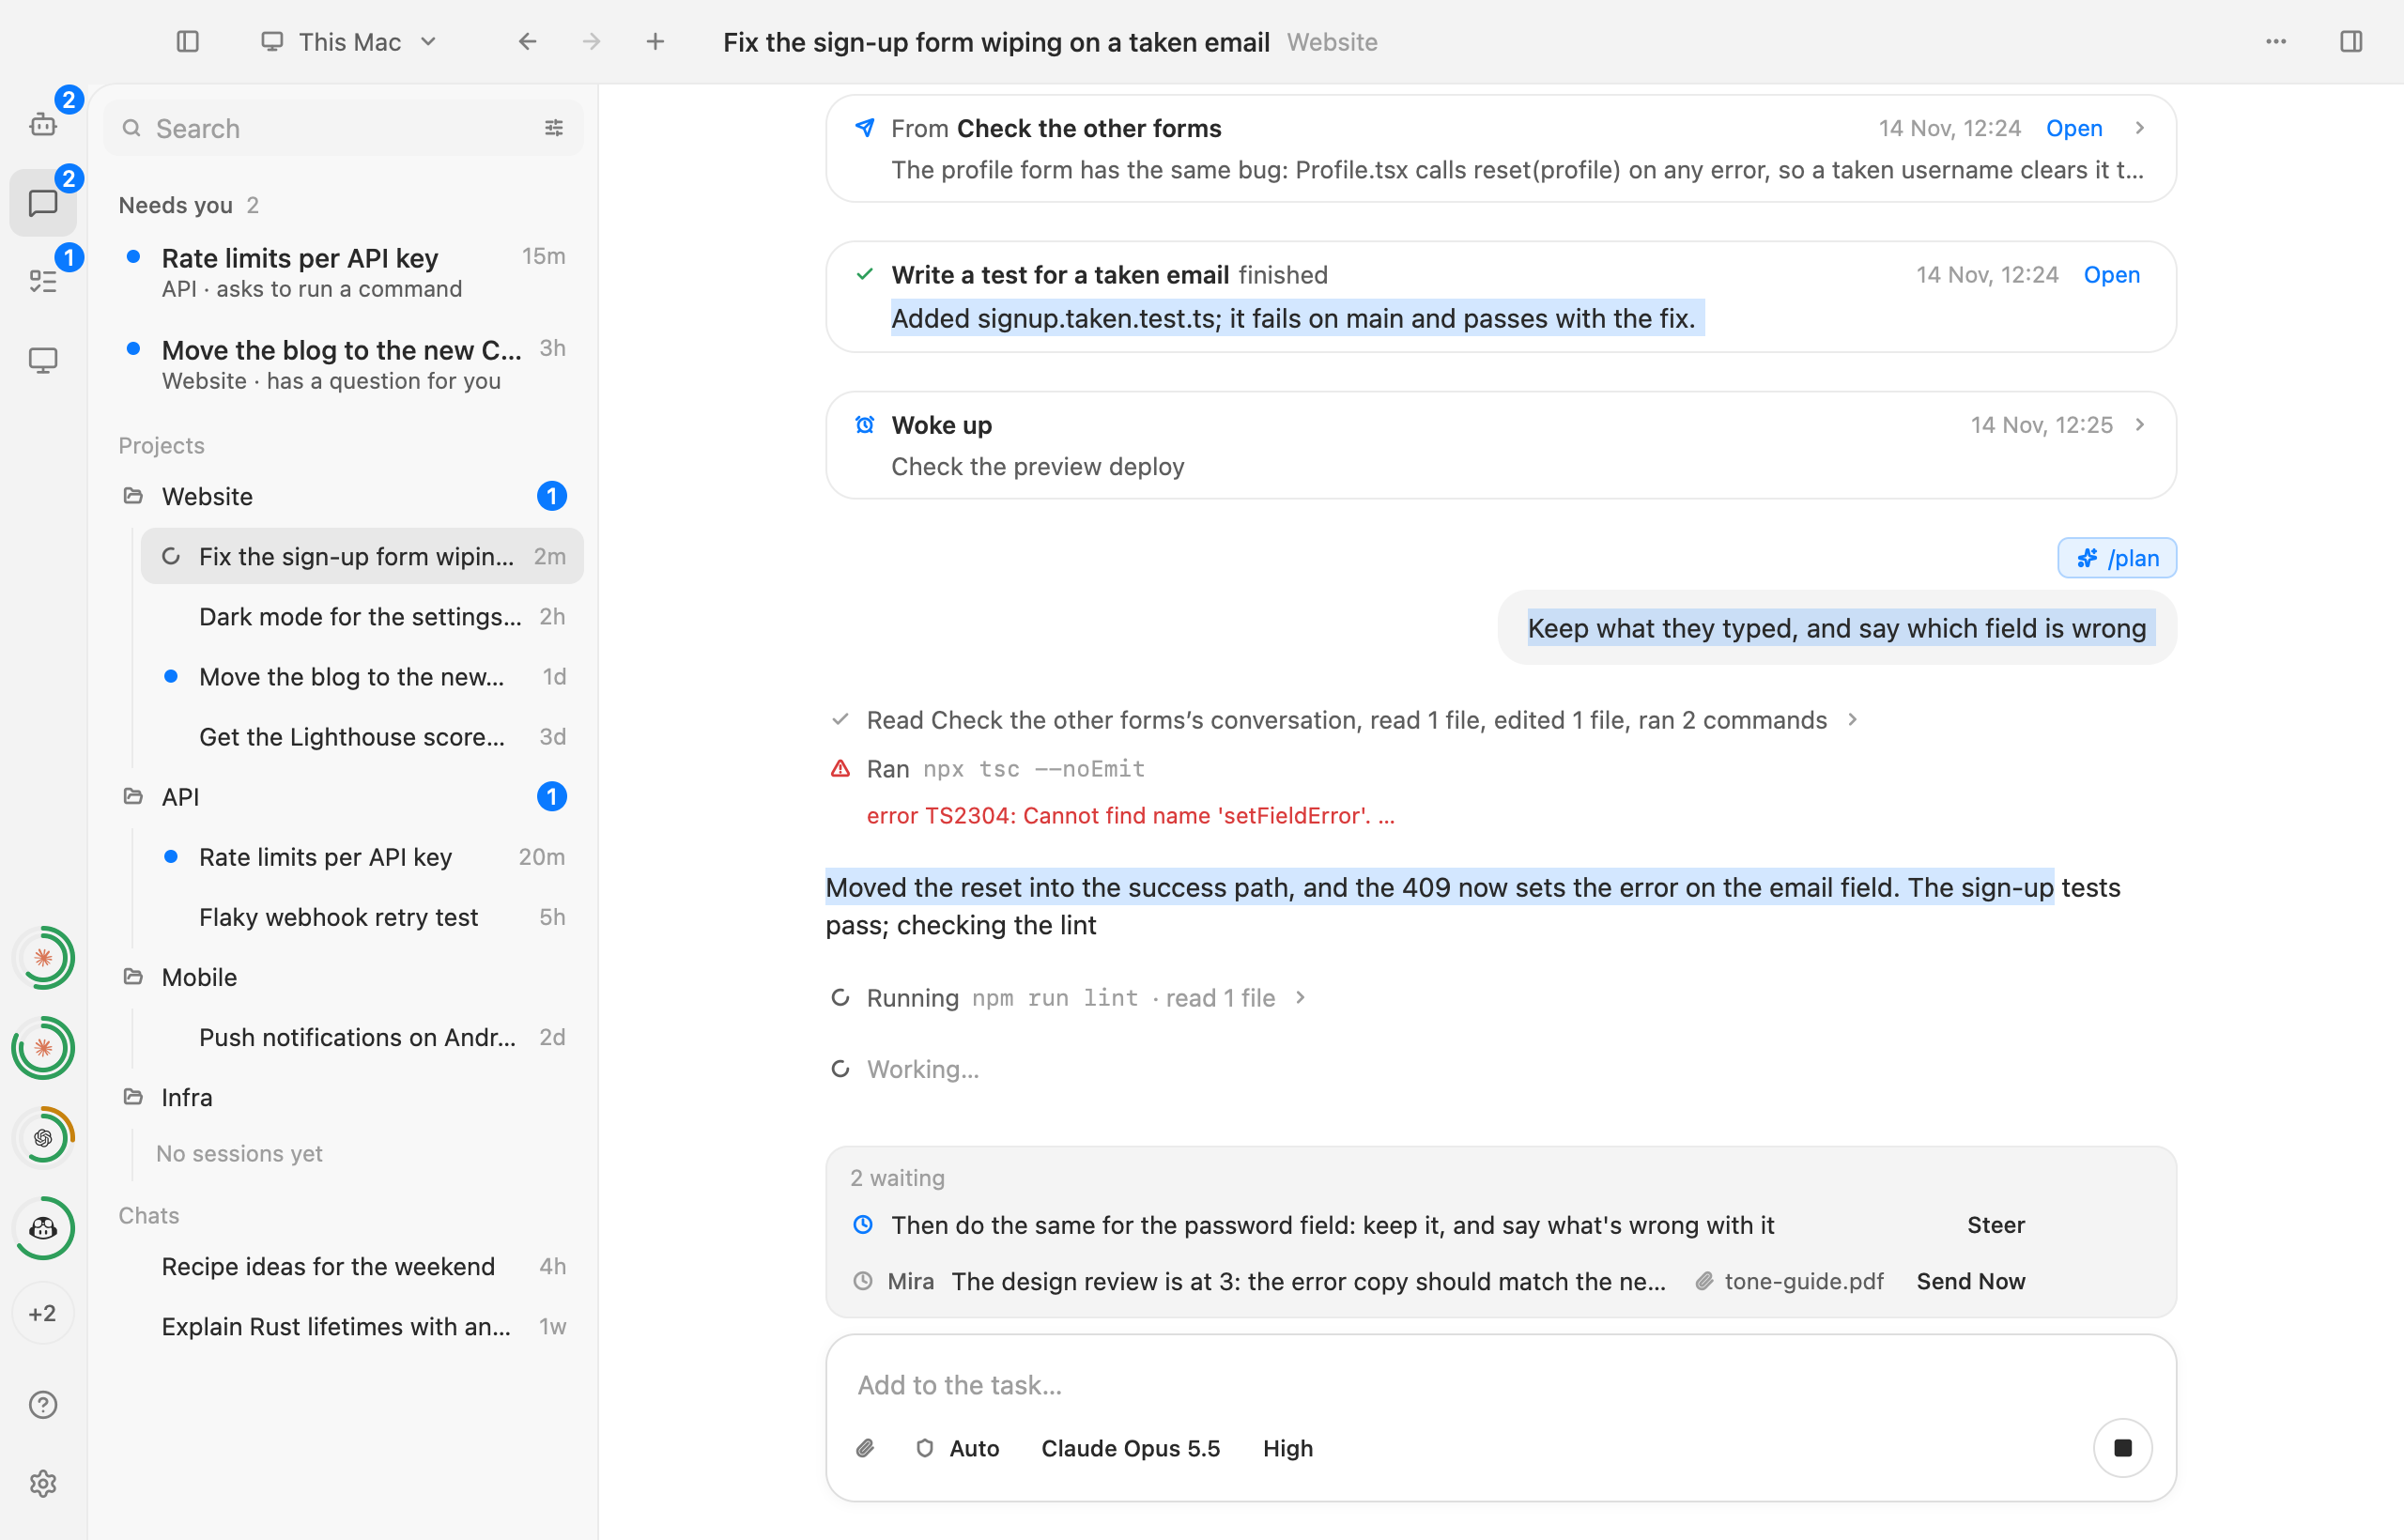 This Mac
Fix the sign-up form wiping on a taken email Website
2
2
1
+2
Search
Needs you 2
Rate limits per API key 15m
API · asks to run a command
Move the blog to the new C... 3h
Website · has a question for you
Projects
Website 1
Fix the sign-up form wipin... 2m
Dark mode for the settings... 2h
Move the blog to the new... 1d
Get the Lighthouse score... 3d
API 1
Rate limits per API key 20m
Flaky webhook retry test 5h
Mobile
Push notifications on Andr... 2d
Infra
No sessions yet
Chats
Recipe ideas for the weekend 4h
Explain Rust lifetimes with an... 1w
From Check the other forms 14 Nov, 12:24 Open
The profile form has the same bug: Profile.tsx calls reset(profile) on any error, so a taken username clears it t...
Write a test for a taken email finished 14 Nov, 12:24 Open
Added signup.taken.test.ts; it fails on main and passes with the fix.
Woke up 14 Nov, 12:25
Check the preview deploy
/plan
Keep what they typed, and say which field is wrong
Read Check the other forms’s conversation, read 1 file, edited 1 file, ran 2 commands
Ran npx tsc --noEmit
error TS2304: Cannot find name 'setFieldError'. ...
Moved the reset into the success path, and the 409 now sets the error on the email field. The sign-up tests
pass; checking the lint
Running npm run lint · read 1 file
Working...
2 waiting
Then do the same for the password field: keep it, and say what's wrong with it Steer
Mira The design review is at 3: the error copy should match the ne... tone-guide.pdf Send Now
Add to the task...
Auto Claude Opus 5.5 High